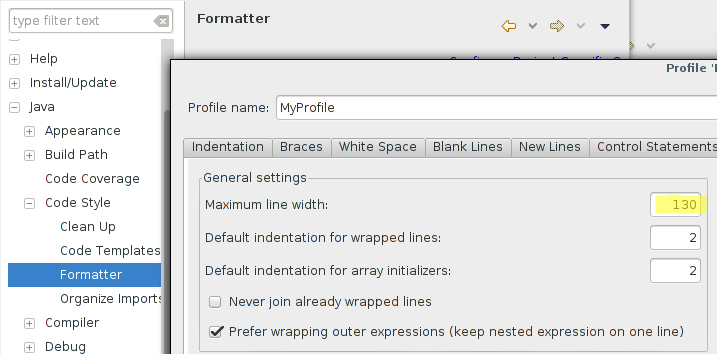 type filter text
Help
Install/Update
Java
Appearance
Build Path
Code Coverage
Code Style
Clean Up
Code Templates
Formatter
Organize Imports
Compiler
Debug
Formatter
Profile
Profile name: MyProfile
Indentation Braces White Space Blank Lines New Lines Control Statements
General settings
Maximum line width: 130
Default indentation for wrapped lines: 2
Default indentation for array initializers: 2
Never join already wrapped lines
Prefer wrapping outer expressions (keep nested expression on one line)